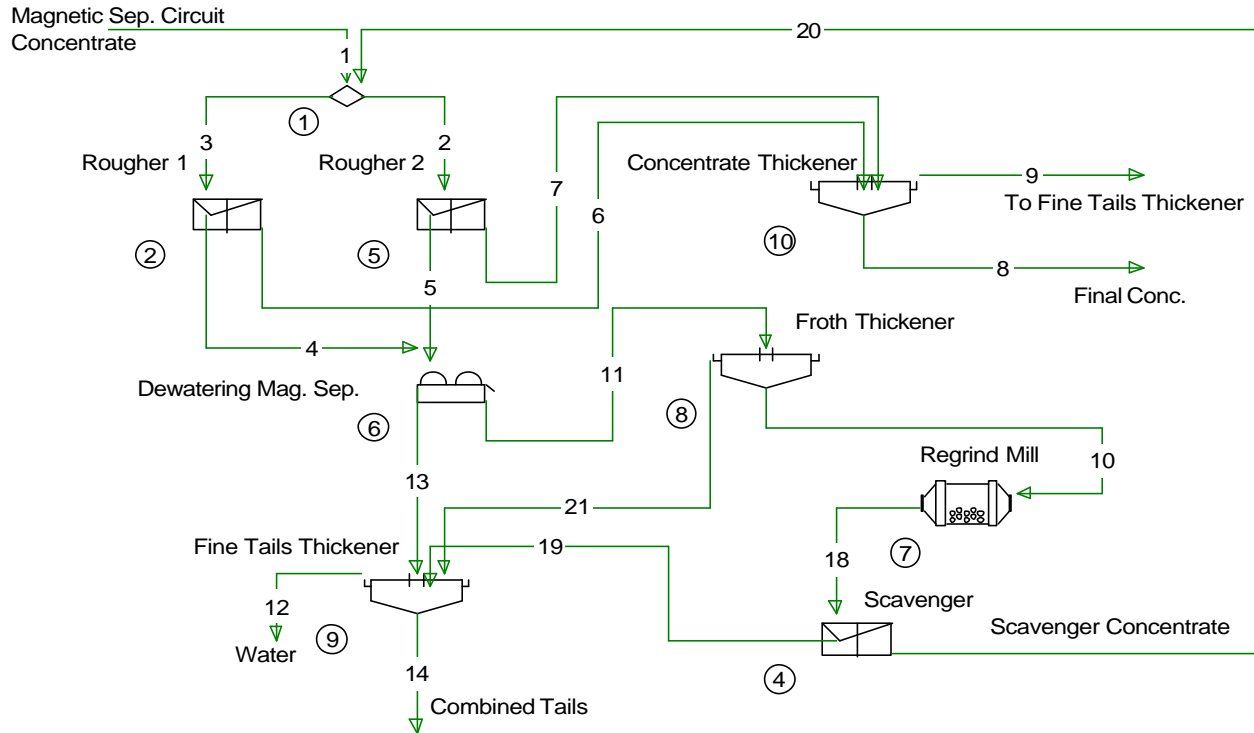 Magnetic Sep. Circuit
Concentrate
20
1
1
3
2
Rougher 1
Rougher 2
Concentrate Thickener
9
7
6
To Fine Tails Thickener
2
5
10
8
5
Final Conc.
Froth Thickener
4
11
Dewatering Mag. Sep.
6
8
Regrind Mill
10
13
21
Fine Tails Thickener
19
18
7
Scavenger
12
9
Scavenger Concentrate
Water
14
4
Combined Tails